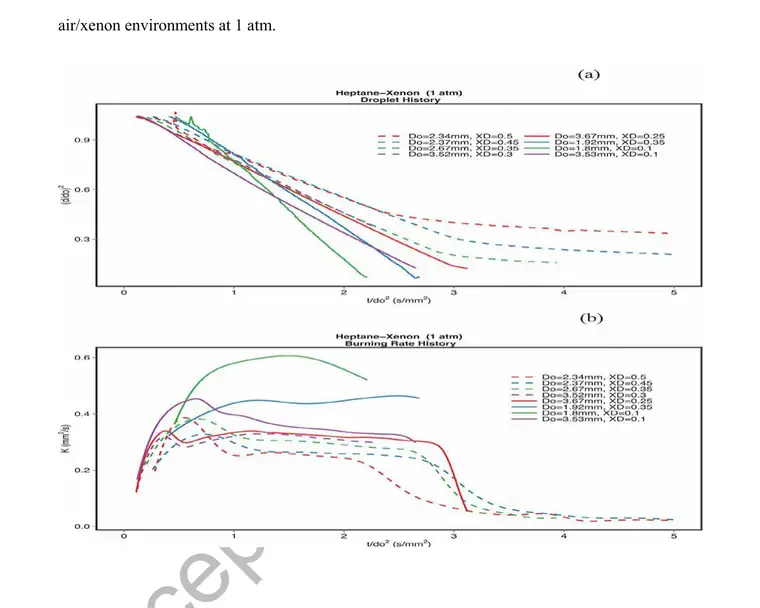 air/xenon environments at 1 atm.
(a)
Heptane–Xenon (1 atm)
Droplet History
Do=2.34mm, XD=0.5
Do=2.37mm, XD=0.45
Do=2.67mm, XD=0.35
Do=3.52mm, XD=0.3
Do=3.67mm, XD=0.25
Do=1.92mm, XD=0.35
Do=1.8mm, XD=0.1
Do=3.53mm, XD=0.1
(d/do)²
0.9
0.6
0.3
0 1 2 3 4 5
t/do² (s/mm²)
(b)
Heptane–Xenon (1 atm)
Burning Rate History
Do=2.34mm, XD=0.5
Do=2.37mm, XD=0.45
Do=2.67mm, XD=0.35
Do=3.52mm, XD=0.3
Do=3.67mm, XD=0.25
Do=1.92mm, XD=0.35
Do=1.8mm, XD=0.1
Do=3.53mm, XD=0.1
K (mm²/s)
0.6
0.4
0.2
0.0
0 1 2 3 4 5
t/do² (s/mm²)
cep